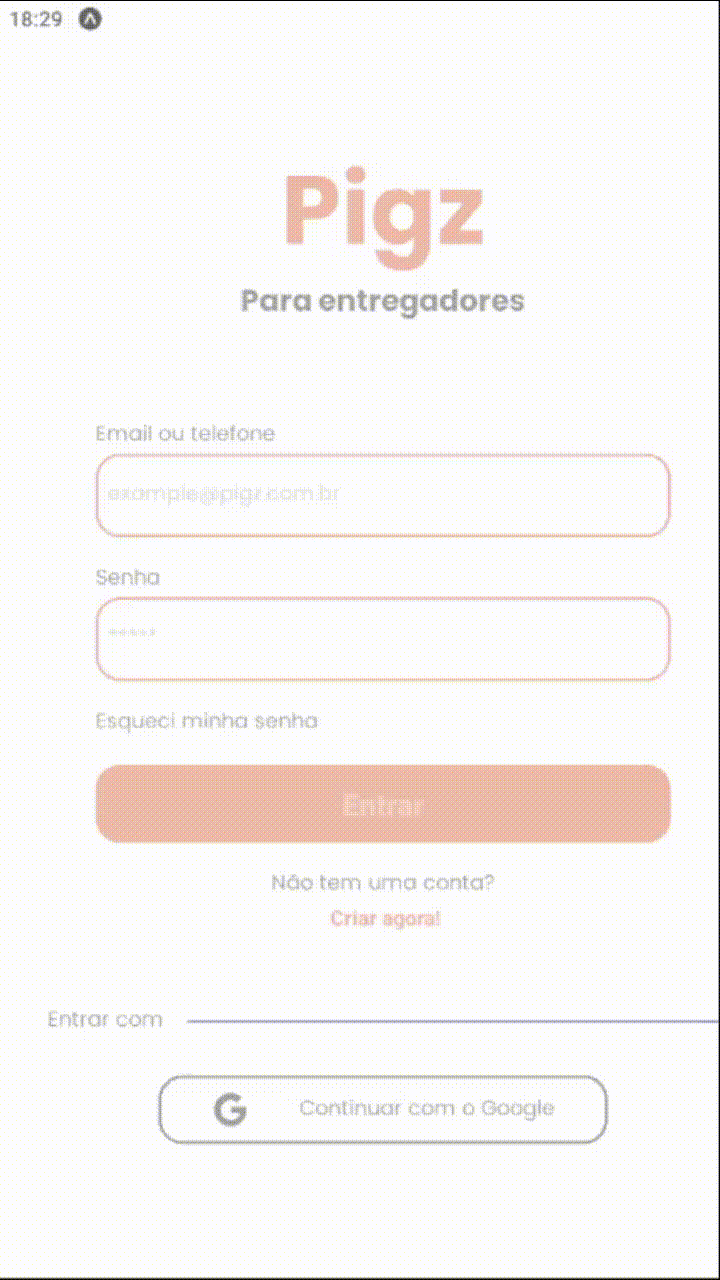 18:29
Pigz
Para entregadores
Email ou telefone
example@pigz.com.br
Senha
*****
Esqueci minha senha
Entrar
Não tem uma conta?
Criar agora!
Entrar com
Continuar com o Google